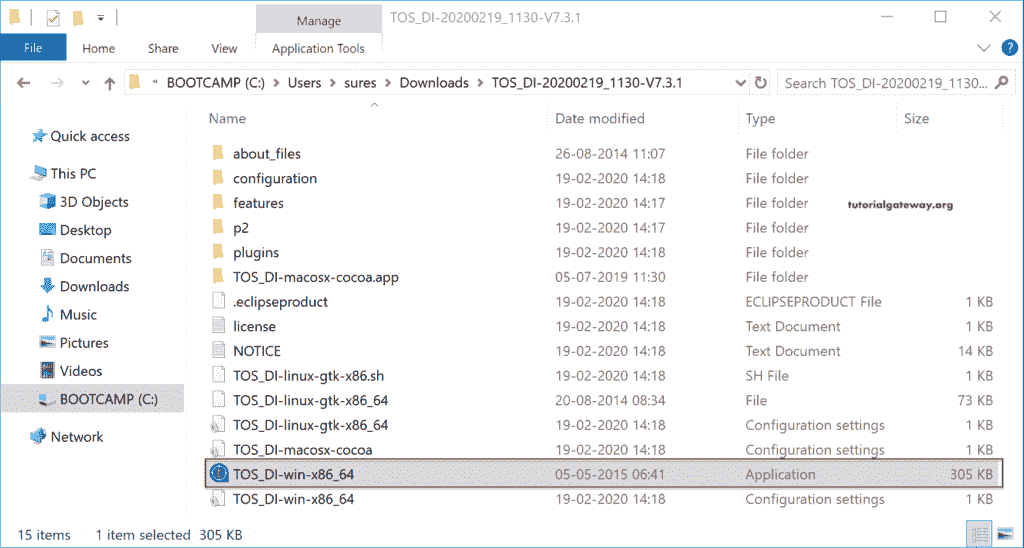 Manage TOS_DI-20200219_1130-V7.3.1
File Home Share View Application Tools
« BOOTCAMP (C:) > Users > sures > Downloads > TOS_DI-20200219_1130-V7.3.1 Search TOS_DI-20200219_1130...
Name Date modified Type Size
Quick access
This PC
3D Objects
Desktop
Documents
Downloads
Music
Pictures
Videos
BOOTCAMP (C:)
Network
about_files 26-08-2014 11:07 File folder
configuration 19-02-2020 14:18 File folder
features 19-02-2020 14:17 File folder
tutorialgateway.org
p2 19-02-2020 14:17 File folder
plugins 19-02-2020 14:18 File folder
TOS_DI-macosx-cocoa.app 05-07-2019 11:30 File folder
.eclipseproduct 19-02-2020 14:18 ECLIPSEPRODUCT File 1 KB
license 19-02-2020 14:18 Text Document 1 KB
NOTICE 19-02-2020 14:18 Text Document 14 KB
TOS_DI-linux-gtk-x86.sh 19-02-2020 14:18 SH File 1 KB
TOS_DI-linux-gtk-x86_64 20-08-2014 08:34 File 73 KB
TOS_DI-linux-gtk-x86_64 19-02-2020 14:18 Configuration settings 1 KB
TOS_DI-macosx-cocoa 19-02-2020 14:18 Configuration settings 1 KB
TOS_DI-win-x86_64 05-05-2015 06:41 Application 305 KB
TOS_DI-win-x86_64 19-02-2020 14:18 Configuration settings 1 KB
15 items 1 item selected 305 KB